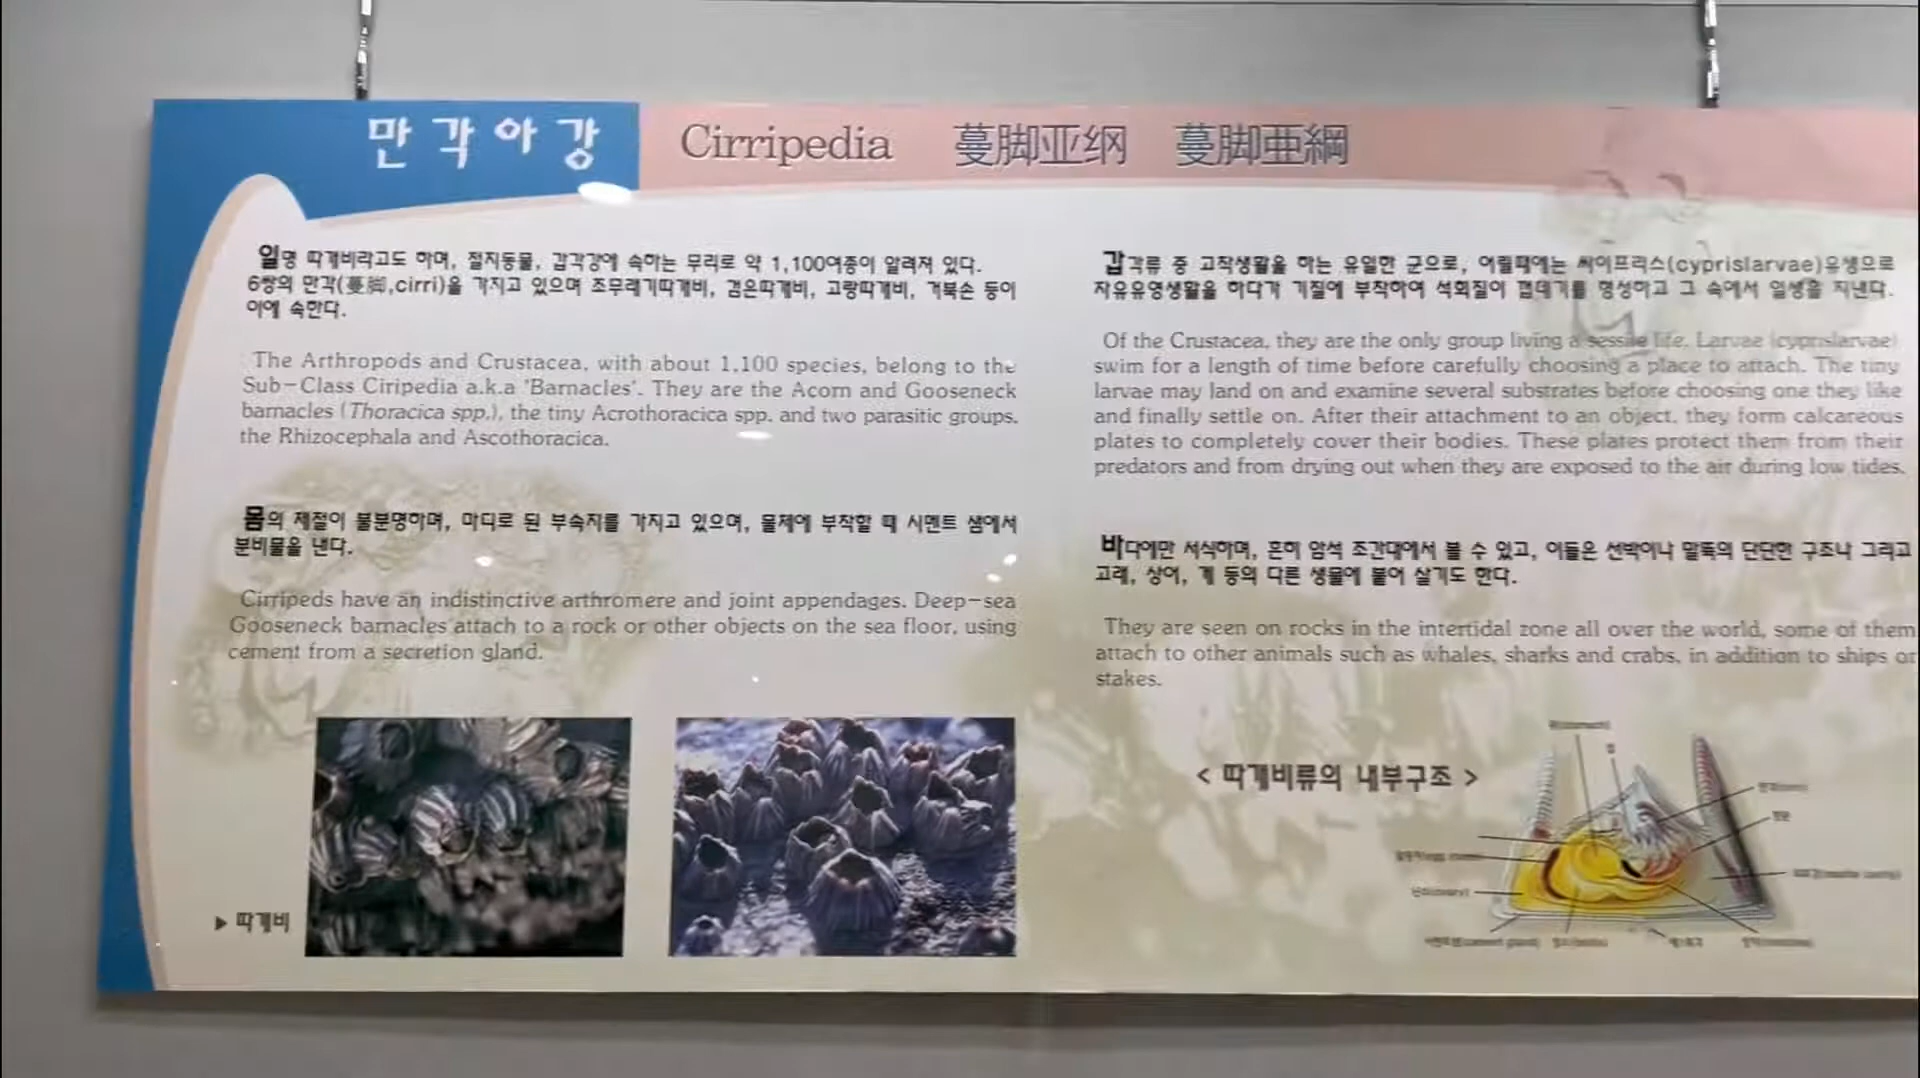 만각아강
Cirripedia 蔓脚亚纲 蔓脚亜綱
일명 따개비라고도 하며, 절지동물, 갑각강에 속하는 무리로 약 1,100여종이 알려져 있다.
6쌍의 만각(蔓脚,cirri)을 가지고 있으며 조무래기따개비, 검은따개비, 고랑따개비, 거북손 등이
이에 속한다.
The Arthropods and Crustacea, with about 1,100 species, belong to the
Sub-Class Ciripedia a.k.a 'Barnacles'. They are the Acorn and Gooseneck
barnacles (Thoracica spp.), the tiny Acrothoracica spp. and two parasitic groups,
the Rhizocephala and Ascothoracica.
몸의 체절이 불분명하며, 마디로 된 부속지를 가지고 있으며, 물체에 부착할 때 시멘트 샘에서
분비물을 낸다.
Cirripeds have an indistinctive arthromere and joint appendages. Deep-sea
Gooseneck barnacles attach to a rock or other objects on the sea floor, using
cement from a secretion gland.
▶ 따개비
갑각류 중 고착생활을 하는 유일한 군으로, 어릴때에는 싸이프리스(cyprislarvae)유생으로
자유유영생활을 하다가 기질에 부착하여 석회질이 껍데기를 형성하고 그 속에서 일생을 지낸다.
Of the Crustacea, they are the only group living a sessile life. Larvae (cyprislarvae)
swim for a length of time before carefully choosing a place to attach. The tiny
larvae may land on and examine several substrates before choosing one they like
and finally settle on. After their attachment to an object, they form calcareous
plates to completely cover their bodies. These plates protect them from their
predators and from drying out when they are exposed to the air during low tides.
바다에만 서식하며, 흔히 암석 조간대에서 볼 수 있고, 이들은 선박이나 말뚝의 단단한 구조나 그리고
고래, 상어, 게 등의 다른 생물에 붙어 살기도 한다.
They are seen on rocks in the intertidal zone all over the world, some of them
attach to other animals such as whales, sharks and crabs, in addition to ships or
stakes.
< 따개비류의 내부구조 >